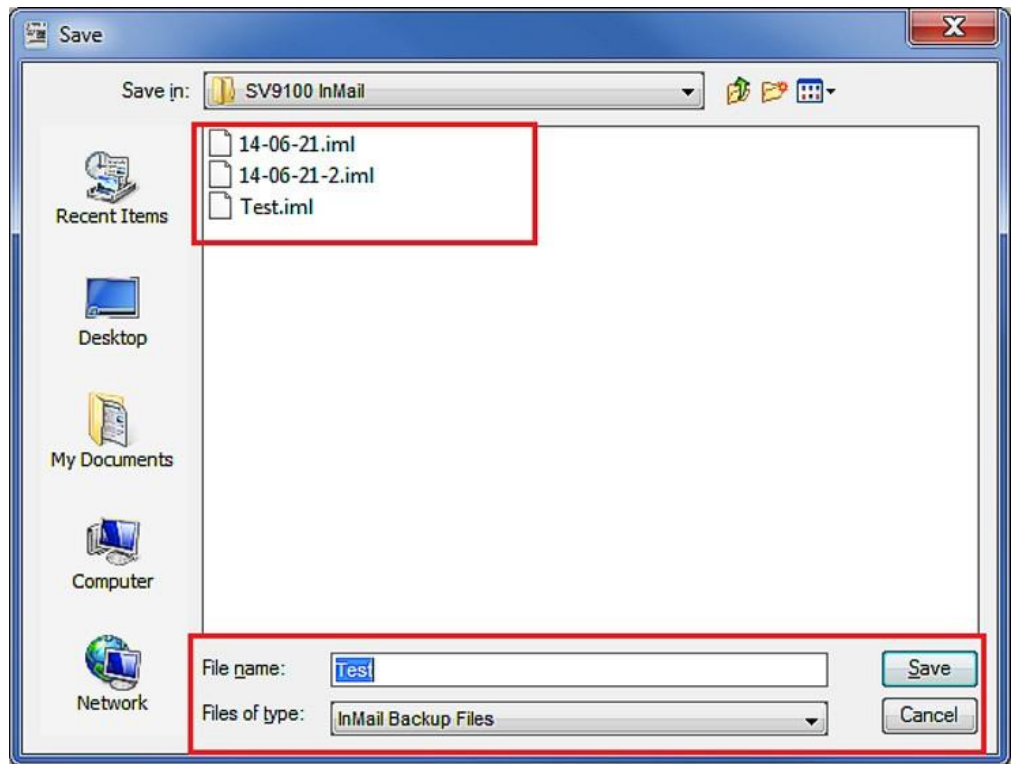 Save
Save in: SV9100 InMail
14-06-21.iml
14-06-21-2.iml
Test.iml
Recent Items
Desktop
My Documents
Computer
Network
File name: Test Save
Files of type: InMail Backup Files Cancel